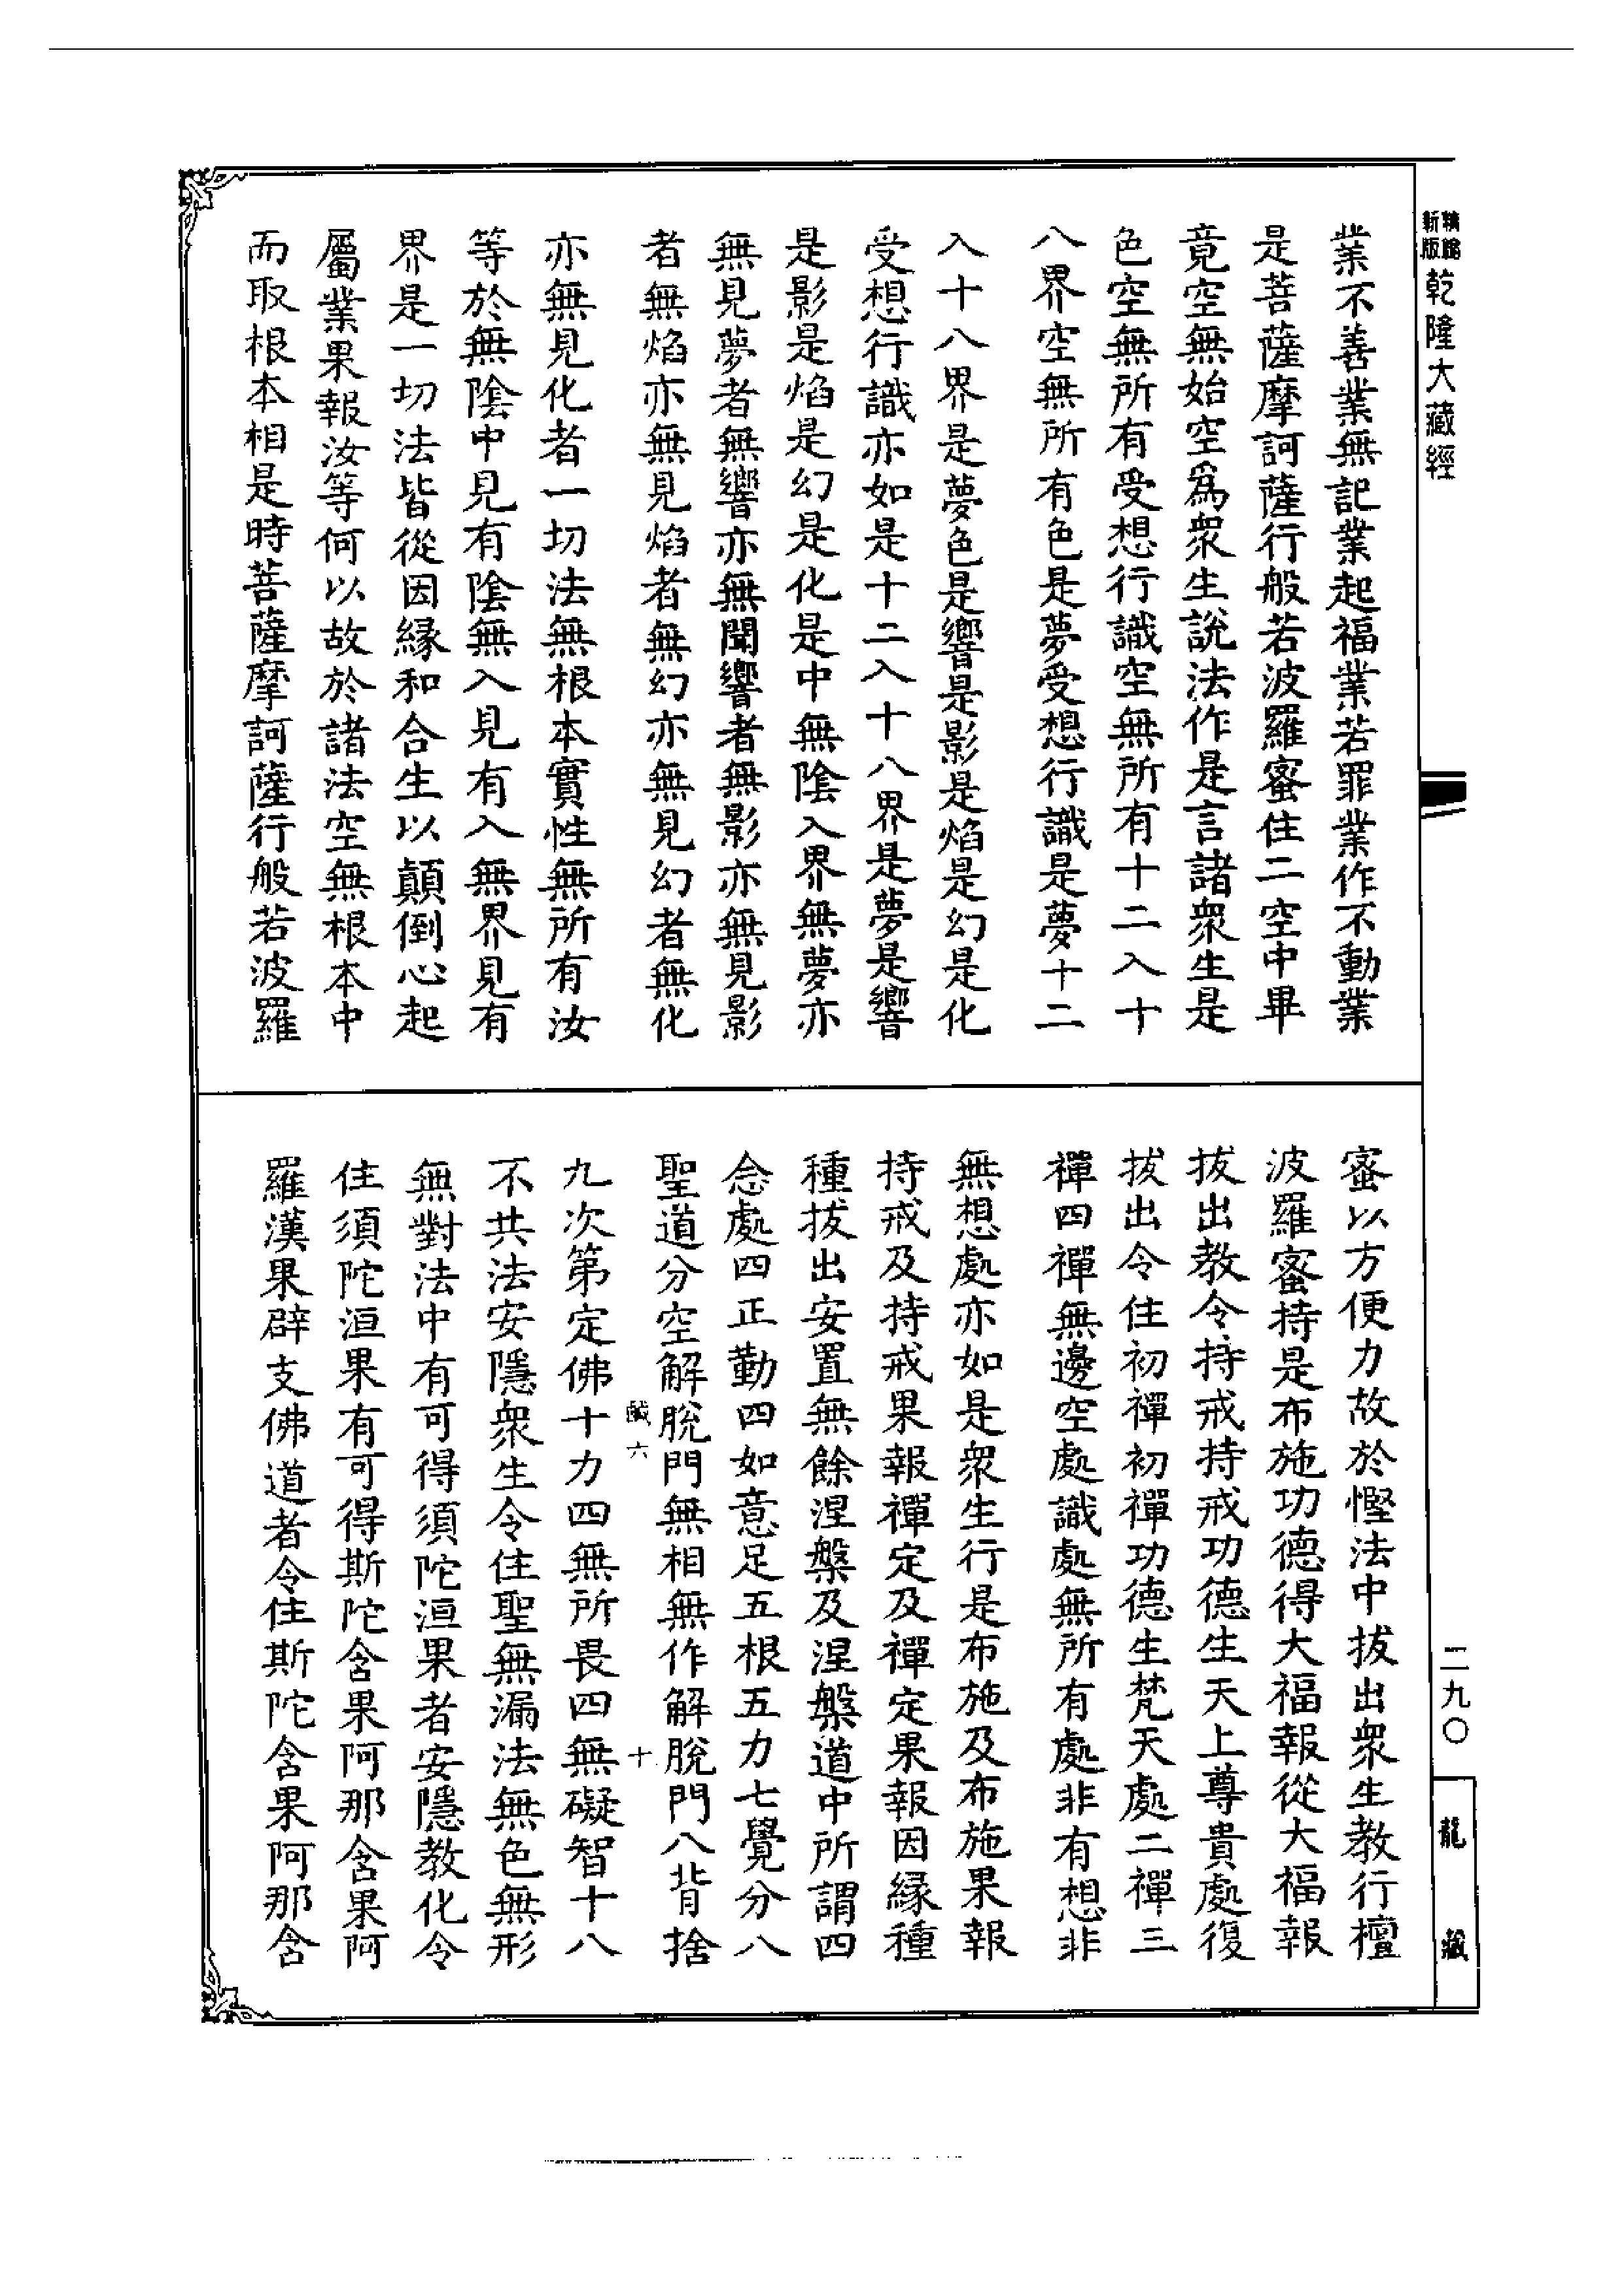 精編
新版
乾隆大藏經
業不善業無記業起福業若罪業作不動業
是菩薩摩訶薩行般若波羅蜜住二空中畢
竟空無始空爲衆生說法作是言諸衆生是
色空無所有受想行識空無所有十二入十
八界空無所有色是夢受想行識是夢十二
入十八界是夢色是響是影是焰是幻是化
受想行識亦如是十二入十八界是夢是響
是影是焰是幻是化是中無陰入界無夢亦
無見夢者無響亦無聞響者無影亦無見影
者無焰亦無見焰者無幻亦無見幻者無化
亦無見化者一切法無根本實性無所有汝
等於無陰中見有陰無入見有入無界見有
界是一切法皆從因緣和合生以顛倒心起
屬業果報汝等何以故於諸法空無根本中
而取根本相是時菩薩摩訶薩行般若波羅
蜜以方便力故於慳法中拔出衆生教行檀
波羅蜜持是布施功德得大福報從大福報
拔出教令持戒持戒功德生天上尊貴處復
拔出令住初禪初禪功德生梵天處二禪三
禪四禪無邊空處識處無所有處非有想非
無想處亦如是衆生行是布施及布施果報
持戒及持戒果報禪定及禪定果報因緣種
種拔出安置無餘涅槃及涅槃道中所謂四
念處四正勤四如意足五根五力七覺分八
聖道分空解脫門無相無作解脫門八背捨
六 十
九次第定佛十力四無所畏四無礙智十八
不共法安隱衆生令住聖無漏法無色無形
無對法中有可得須陀洹果者安隱教化令
住須陀洹果有可得斯陀含果阿那含果阿
羅漢果辟支佛道者令住斯陀含果阿那含
二九〇
龍藏